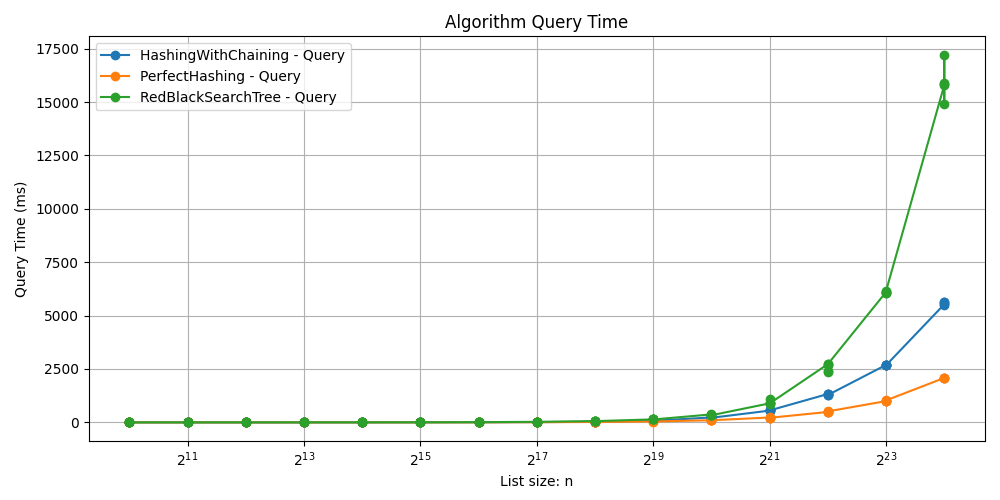 Algorithm Query Time
HashingWithChaining - Query
PerfectHashing - Query
RedBlackSearchTree - Query
Query Time (ms)
17500
15000
12500
10000
7500
5000
2500
0
2^11 2^13 2^15 2^17 2^19 2^21 2^23
List size: n